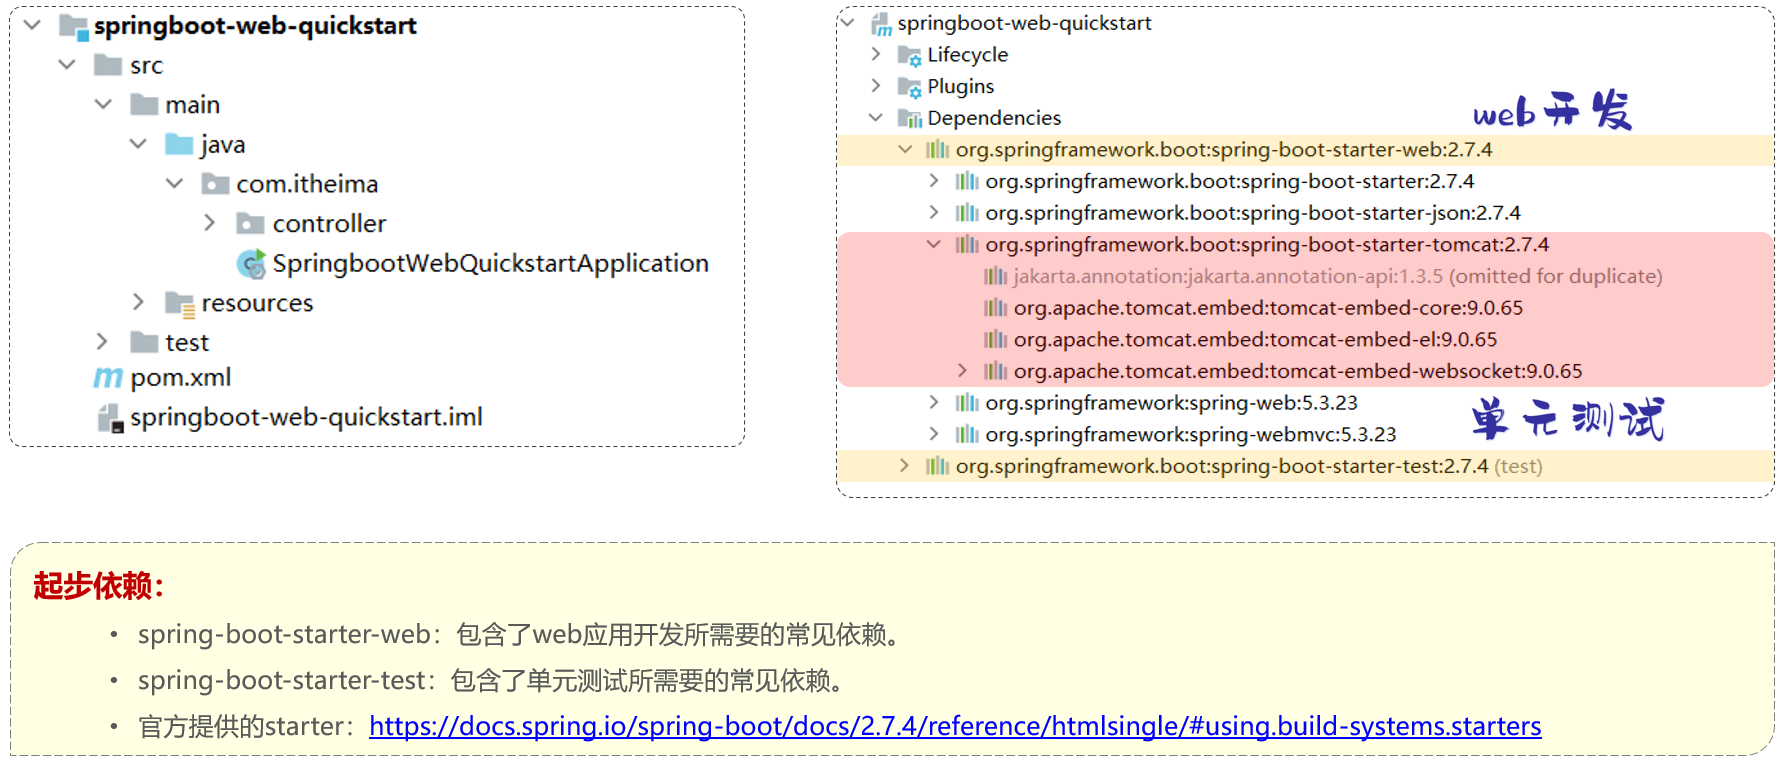 springboot-web-quickstart
src
main
java
com.itheima
controller
SpringbootWebQuickstartApplication
resources
test
pom.xml
springboot-web-quickstart.iml
springboot-web-quickstart
Lifecycle
Plugins
Dependencies
web开发
org.springframework.boot:spring-boot-starter-web:2.7.4
org.springframework.boot:spring-boot-starter:2.7.4
org.springframework.boot:spring-boot-starter-json:2.7.4
org.springframework.boot:spring-boot-starter-tomcat:2.7.4
jakarta.annotation:jakarta.annotation-api:1.3.5 (omitted for duplicate)
org.apache.tomcat.embed:tomcat-embed-core:9.0.65
org.apache.tomcat.embed:tomcat-embed-el:9.0.65
org.apache.tomcat.embed:tomcat-embed-websocket:9.0.65
org.springframework:spring-web:5.3.23
单元测试
org.springframework:spring-webmvc:5.3.23
org.springframework.boot:spring-boot-starter-test:2.7.4 (test)
起步依赖：
• spring-boot-starter-web：包含了web应用开发所需要的常见依赖。
• spring-boot-starter-test：包含了单元测试所需要的常见依赖。
• 官方提供的starter：https://docs.spring.io/spring-boot/docs/2.7.4/reference/htmlsingle/#using.build-systems.starters